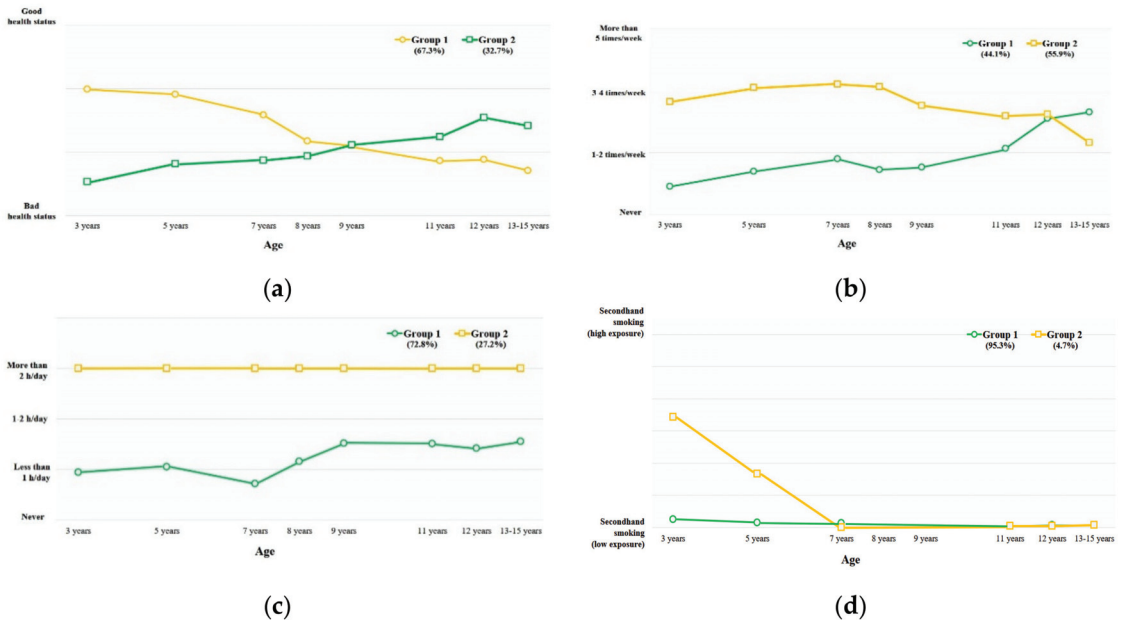 Good
health status
Group 1
(67.3%)
Group 2
(32.7%)
Bad
health status
3 years
5 years
7 years
8 years
9 years
11 years
12 years
13-15 years
Age
(a)
More than
5 times/week
Group 1
(44.1%)
Group 2
(55.9%)
3-4 times/week
1-2 times/week
Never
3 years
5 years
7 years
8 years
9 years
11 years
12 years
13-15 years
Age
(b)
Group 1
(72.8%)
Group 2
(27.2%)
More than
2 h/day
1-2 h/day
Less than
1 h/day
Never
3 years
5 years
7 years
8 years
9 years
11 years
12 years
13-15 years
Age
(c)
Secondhand
smoking
(high exposure)
Group 1
(95.3%)
Group 2
(4.7%)
Secondhand
smoking
(low exposure)
3 years
5 years
7 years
8 years
9 years
11 years
12 years
13-15 years
Age
(d)